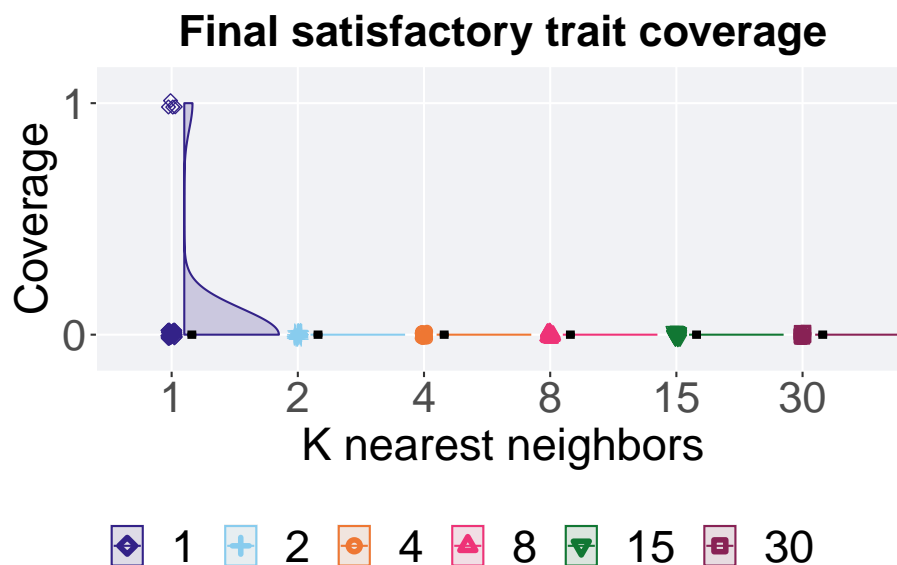 Final satisfactory trait coverage
Coverage
1
0
1 2 4 8 15 30
K nearest neighbors
1 2 4 8 15 30